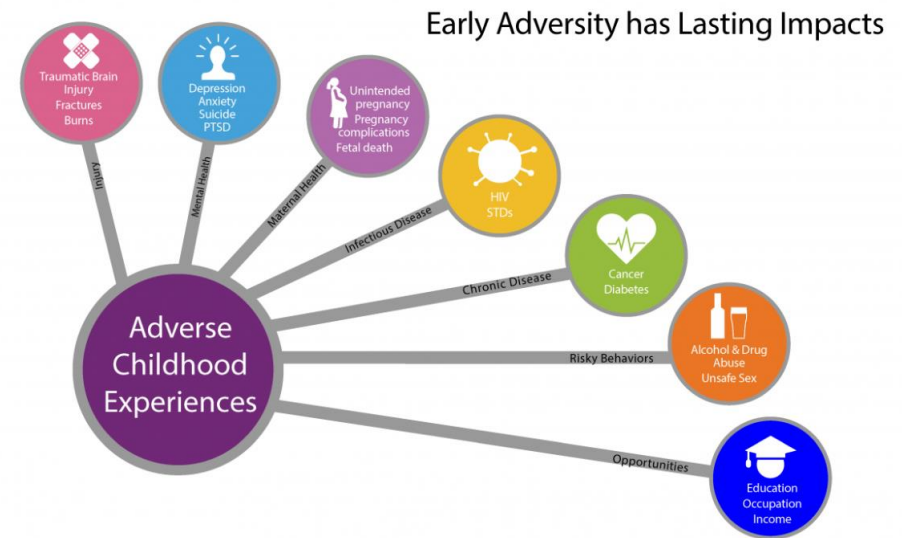 Early Adversity has Lasting Impacts
Traumatic Brain
Injury
Fractures
Burns
Depression
Anxiety
Suicide
PTSD
Unintended
pregnancy
Pregnancy
complications
Fetal death
HIV
STDs
Cancer
Diabetes
Alcohol & Drug
Abuse
Unsafe Sex
Education
Occupation
Income
Injury
Mental Health
Maternal Health
Infectious Disease
Chronic Disease
Risky Behaviors
Opportunities
Adverse
Childhood
Experiences